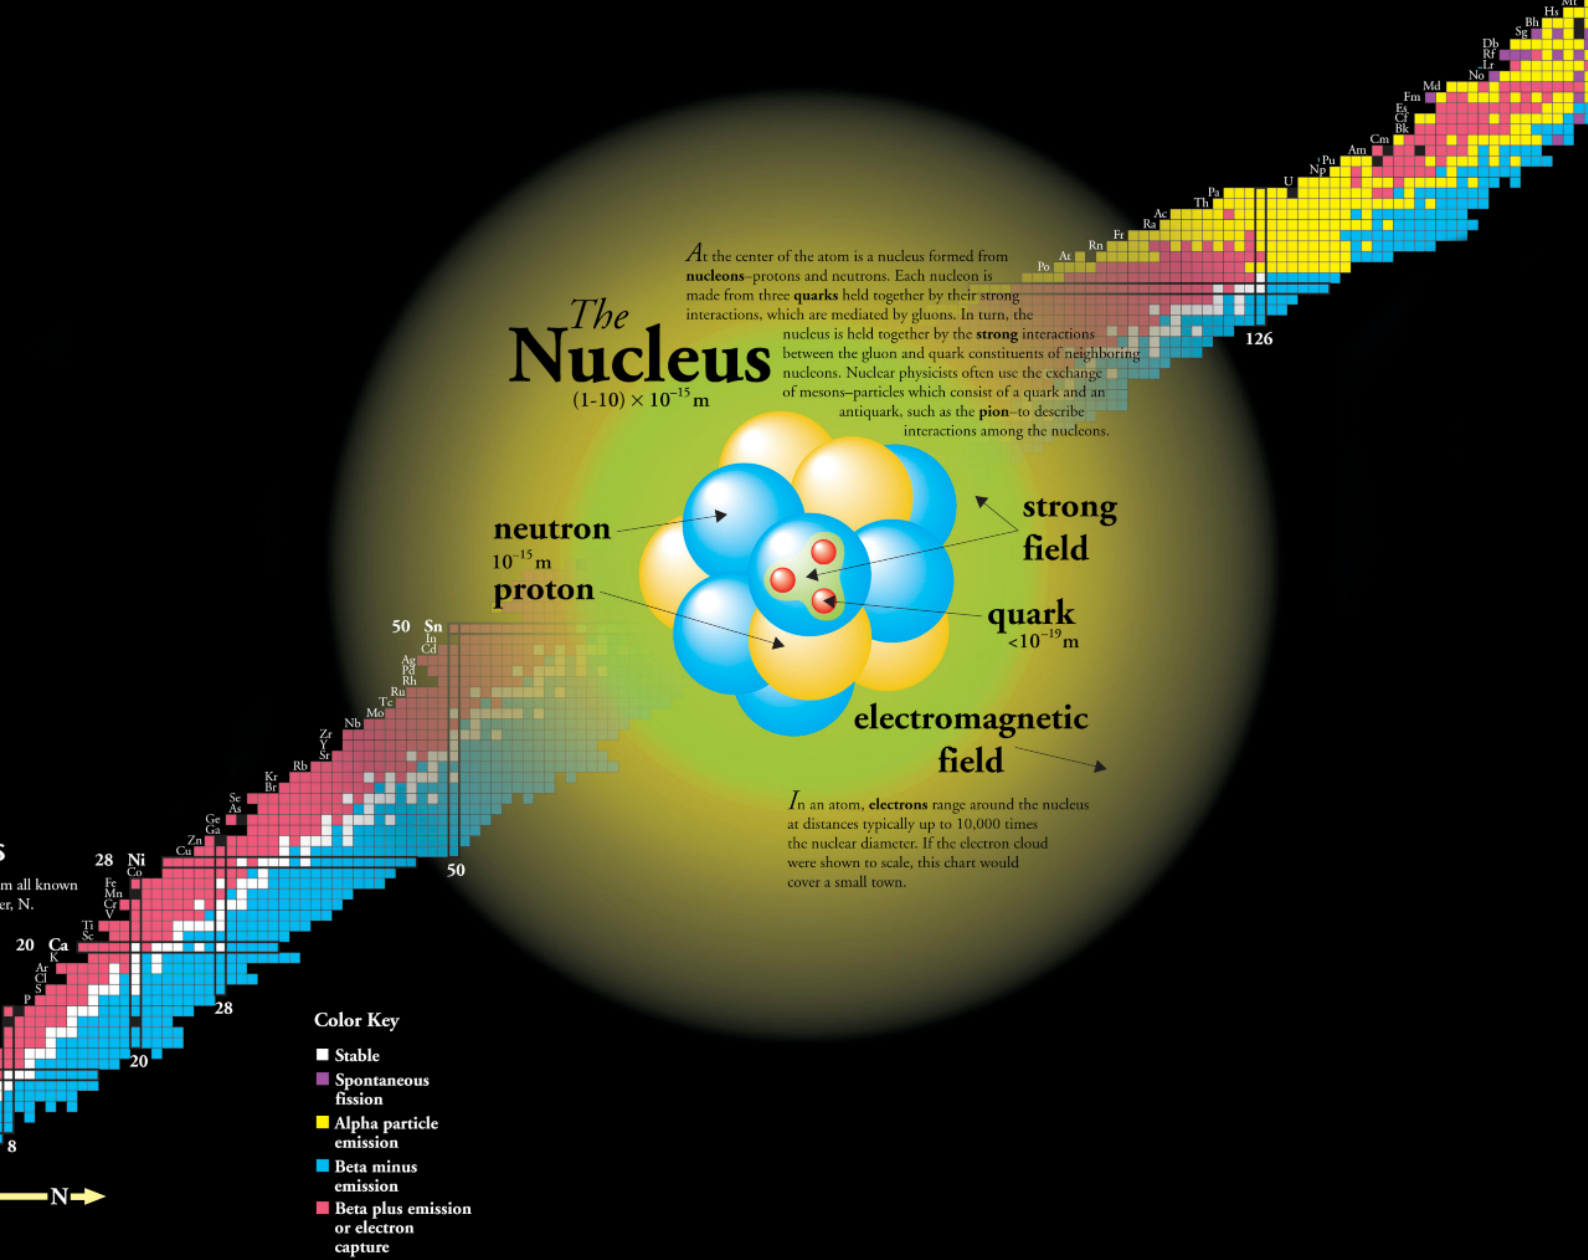 The
Nucleus
(1-10) × 10⁻¹⁵ m
At the center of the atom is a nucleus formed from
nucleons–protons and neutrons. Each nucleon is
made from three quarks held together by their strong
interactions, which are mediated by gluons. In turn, the
nucleus is held together by the strong interactions
between the gluon and quark constituents of neighboring
nucleons. Nuclear physicists often use the exchange
of mesons–particles which consist of a quark and an
antiquark, such as the pion–to describe
interactions among the nucleons.
neutron
10⁻¹⁵ m
proton
strong
field
quark
<10⁻¹⁹m
electromagnetic
field
In an atom, electrons range around the nucleus
at distances typically up to 10,000 times
the nuclear diameter. If the electron cloud
were shown to scale, this chart would
cover a small town.
Mt
Hs
Bh
Sg
Db
Rf
Lr
No
Md
Fm
Es
Cf
Bk
Cm
Am
Pu
Np
U
Pa
Th
Ac
Ra
Fr
Rn
At
Po
126
50 Sn
In
Cd
Ag
Pd
Rh
Ru
Tc
Mo
Nb
Zr
Y
Sr
Rb
Kr
Br
Se
As
Ge
Ga
Zn
Cu
28 Ni
Co
Fe
Mn
Cr
V
Ti
Sc
20 Ca
K
Ar
Cl
S
P
50
28
20
8
s
m all known
er, N.
N
Color Key
Stable
Spontaneous
fission
Alpha particle
emission
Beta minus
emission
Beta plus emission
or electron
capture